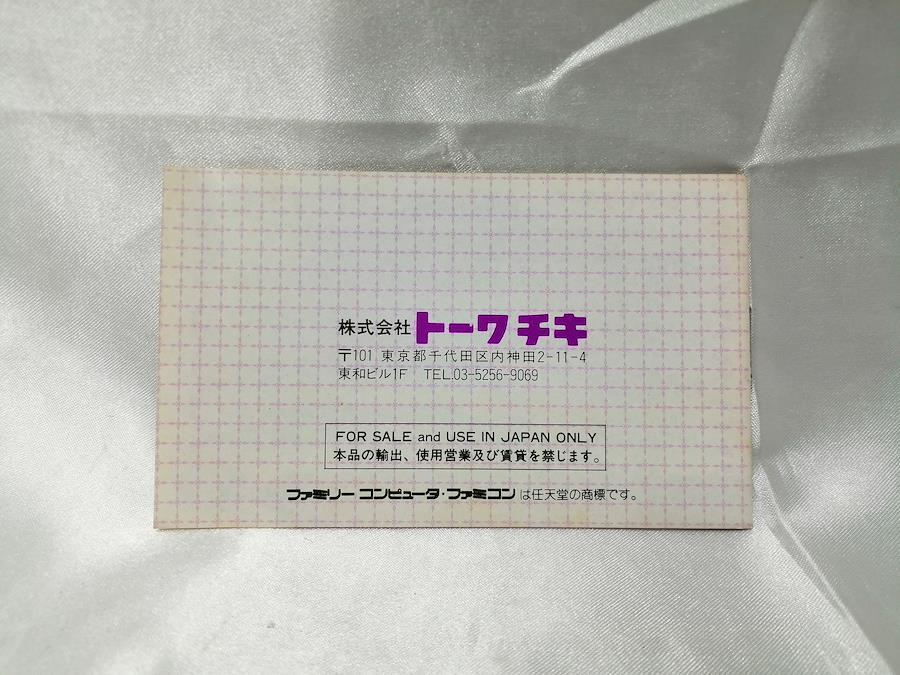 株式会社トーワチキ
〒101 東京都千代田区内神田2-11-4
東和ビル1F TEL.03-5256-9069
FOR SALE and USE IN JAPAN ONLY
本品の輸出、使用営業及び賃貸を禁じます。
ファミリーコンピュータ・ファミコンは任天堂の商標です。